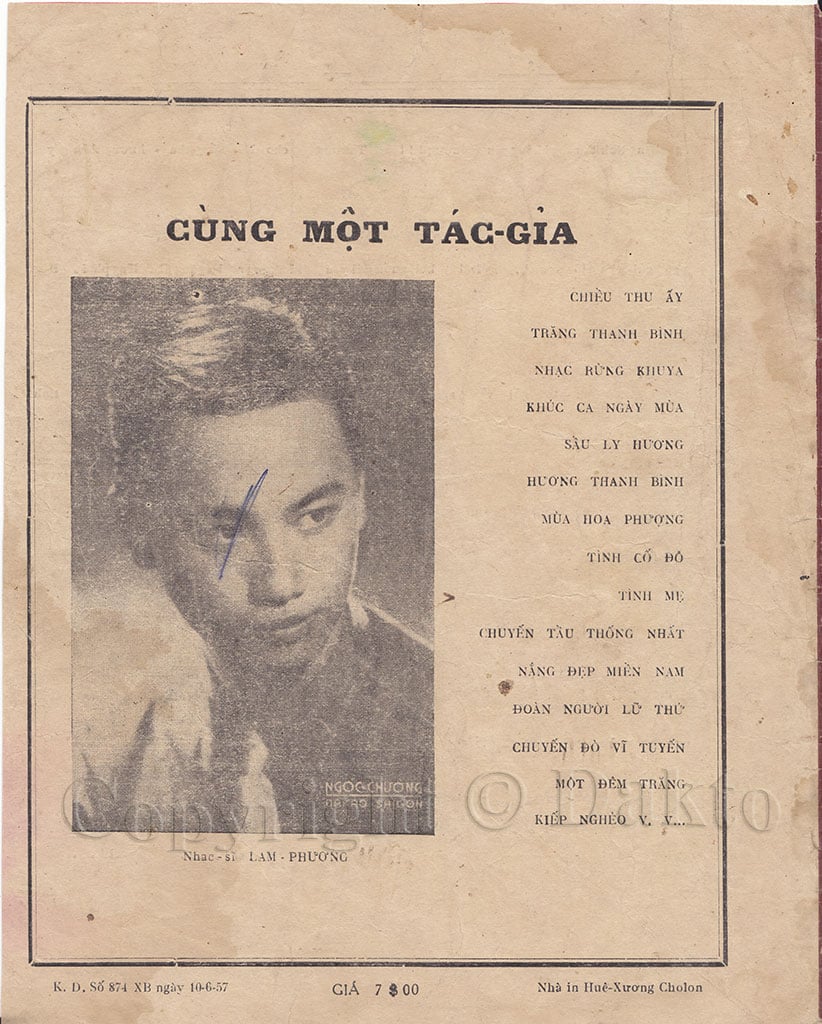 CÙNG MỘT TÁC-GỈA
CHIỀU THU ẤY
TRĂNG THANH BÌNH
NHẠC RỪNG KHUYA
KHÚC CA NGÀY MÙA
SẦU LY HƯƠNG
HƯƠNG THANH BÌNH
MÙA HOA PHƯỢNG
TÌNH CỐ ĐÔ
TÌNH MẸ
CHUYẾN TẦU THỐNG NHẤT
NẮNG ĐẸP MIỀN NAM
ĐOÀN NGƯỜI LỮ THỨ
CHUYẾN ĐÒ VĨ TUYẾN
MỘT ĐÊM TRĂNG
KIẾP NGHÈO V. V...
NGỌC-CHƯƠNG
SAIGON
Copyright © Dakto
Nhạc-sĩ LAM-PHƯƠNG
K. D. Số 874 XB ngày 10-6-57
GIÁ 7$00
Nhà in Huê-Xương Cholon